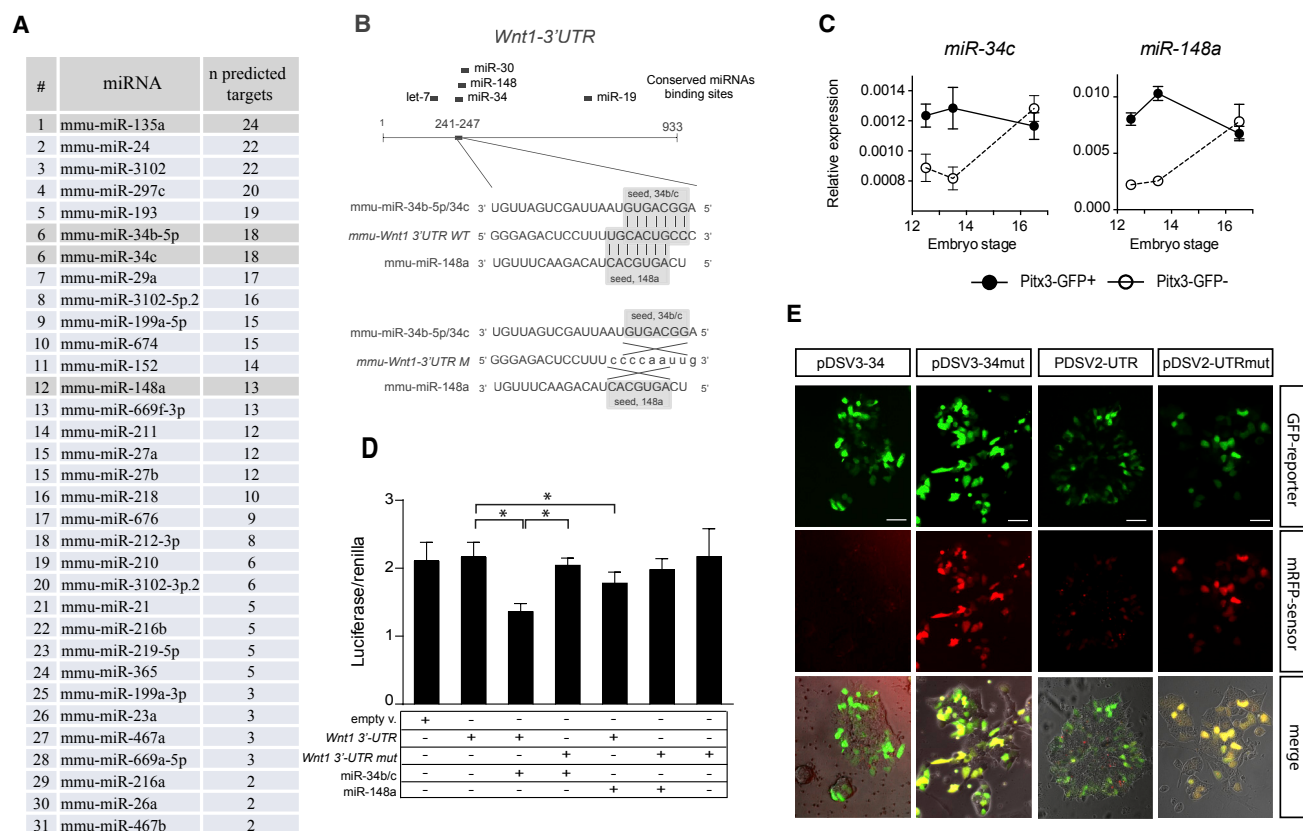 A
# miRNA n predicted targets
1 mmu-miR-135a 24
2 mmu-miR-24 22
3 mmu-miR-3102 22
4 mmu-miR-297c 20
5 mmu-miR-193 19
6 mmu-miR-34b-5p 18
6 mmu-miR-34c 18
7 mmu-miR-29a 17
8 mmu-miR-3102-5p.2 16
9 mmu-miR-199a-5p 15
10 mmu-miR-674 15
11 mmu-miR-152 14
12 mmu-miR-148a 13
13 mmu-miR-669f-3p 13
14 mmu-miR-211 12
15 mmu-miR-27a 12
15 mmu-miR-27b 12
16 mmu-miR-218 10
17 mmu-miR-676 9
18 mmu-miR-212-3p 8
19 mmu-miR-210 6
20 mmu-miR-3102-3p.2 6
21 mmu-miR-21 5
22 mmu-miR-216b 5
23 mmu-miR-219-5p 5
24 mmu-miR-365 5
25 mmu-miR-199a-3p 3
26 mmu-miR-23a 3
27 mmu-miR-467a 3
28 mmu-miR-669a-5p 3
29 mmu-miR-216a 2
30 mmu-miR-26a 2
31 mmu-miR-467b 2
B
Wnt1-3'UTR
miR-30
miR-148
let-7 miR-34 miR-19
Conserved miRNAs
binding sites
1 241-247 933
seed, 34b/c
mmu-miR-34b-5p/34c 3' UGUUAGUCGAUUAAUGUGACGGA 5'
mmu-Wnt1 3'UTR WT 5' GGGAGACUCCUUUUGCACUGCCC 3'
mmu-miR-148a 3' UGUUUCAAGACAUCACGUGACU 5'
seed, 148a
seed, 34b/c
mmu-miR-34b-5p/34c 3' UGUUAGUCGAUUAAUGUGACGGA 5'
mmu-Wnt1-3'UTR M 5' GGGAGACUCCUUU c c c c a a u u g 3'
mmu-miR-148a 3' UGUUUCAAGACAUCACGUGACU 5'
seed, 148a
C
miR-34c miR-148a
Relative expression
0.0014
0.0012
0.0010
0.0008
12 14 16
Embryo stage
0.010
0.005
0.000
12 14 16
Embryo stage
Pitx3-GFP+ Pitx3-GFP-
D
Luciferase/renilla
3
2
1
0
* * *
empty v. + - - - - - -
Wnt1 3'-UTR - + + - + - -
Wnt1 3'-UTR mut - - - + - + +
miR-34b/c - - + + - - -
miR-148a - - - - + + -
E
pDSV3-34 pDSV3-34mut PDSV2-UTR pDSV2-UTRmut
GFP-reporter
mRFP-sensor
merge